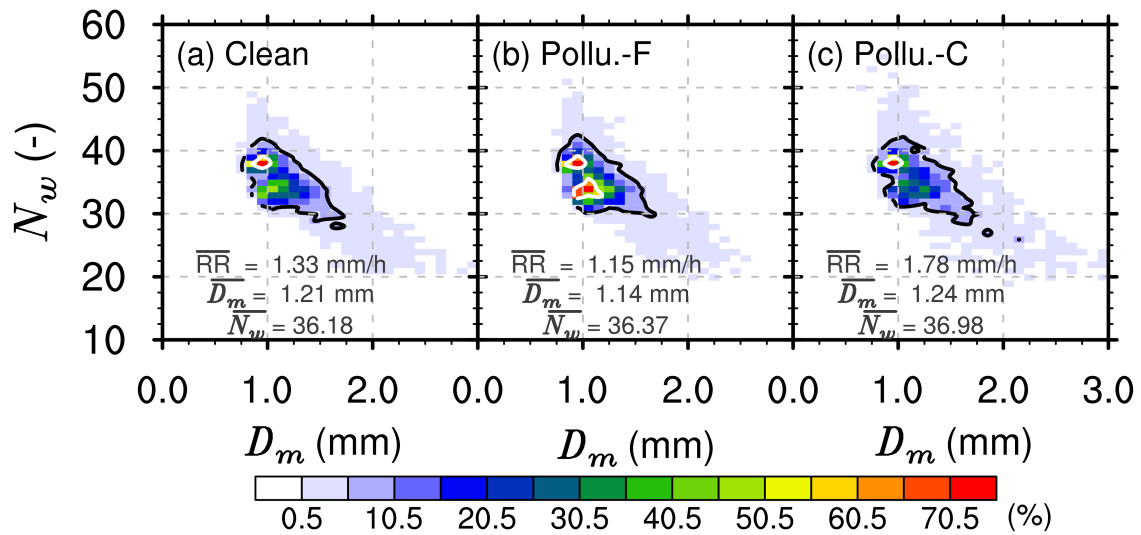 60
50
40
30
20
10
N_w (-)
(a) Clean
(b) Pollu.-F
(c) Pollu.-C
RR = 1.33 mm/h
D_m = 1.21 mm
N_w = 36.18
RR = 1.15 mm/h
D_m = 1.14 mm
N_w = 36.37
RR = 1.78 mm/h
D_m = 1.24 mm
N_w = 36.98
0.0 1.0 2.0 0.0 1.0 2.0 0.0 1.0 2.0 3.0
D_m (mm) D_m (mm) D_m (mm)
0.5 10.5 20.5 30.5 40.5 50.5 60.5 70.5 (%)